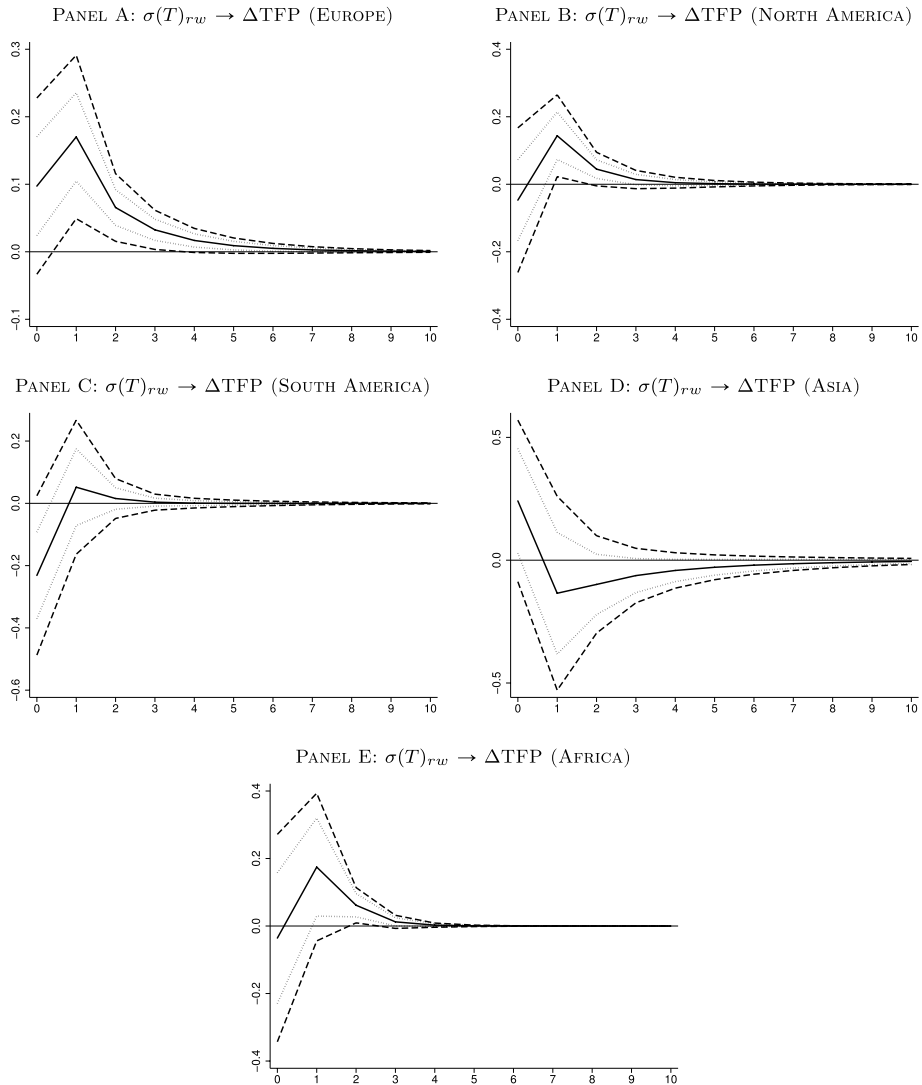 PANEL A: σ(T)rw → ΔTFP (EUROPE)
0.3
0.2
0.1
0.0
−0.1
0 1 2 3 4 5 6 7 8 9 10
PANEL B: σ(T)rw → ΔTFP (NORTH AMERICA)
0.4
0.2
0.0
−0.2
−0.4
0 1 2 3 4 5 6 7 8 9 10
PANEL C: σ(T)rw → ΔTFP (SOUTH AMERICA)
0.2
0.0
−0.2
−0.4
−0.6
0 1 2 3 4 5 6 7 8 9 10
PANEL D: σ(T)rw → ΔTFP (ASIA)
0.5
0.0
−0.5
0 1 2 3 4 5 6 7 8 9 10
PANEL E: σ(T)rw → ΔTFP (AFRICA)
0.4
0.2
0.0
−0.2
−0.4
0 1 2 3 4 5 6 7 8 9 10